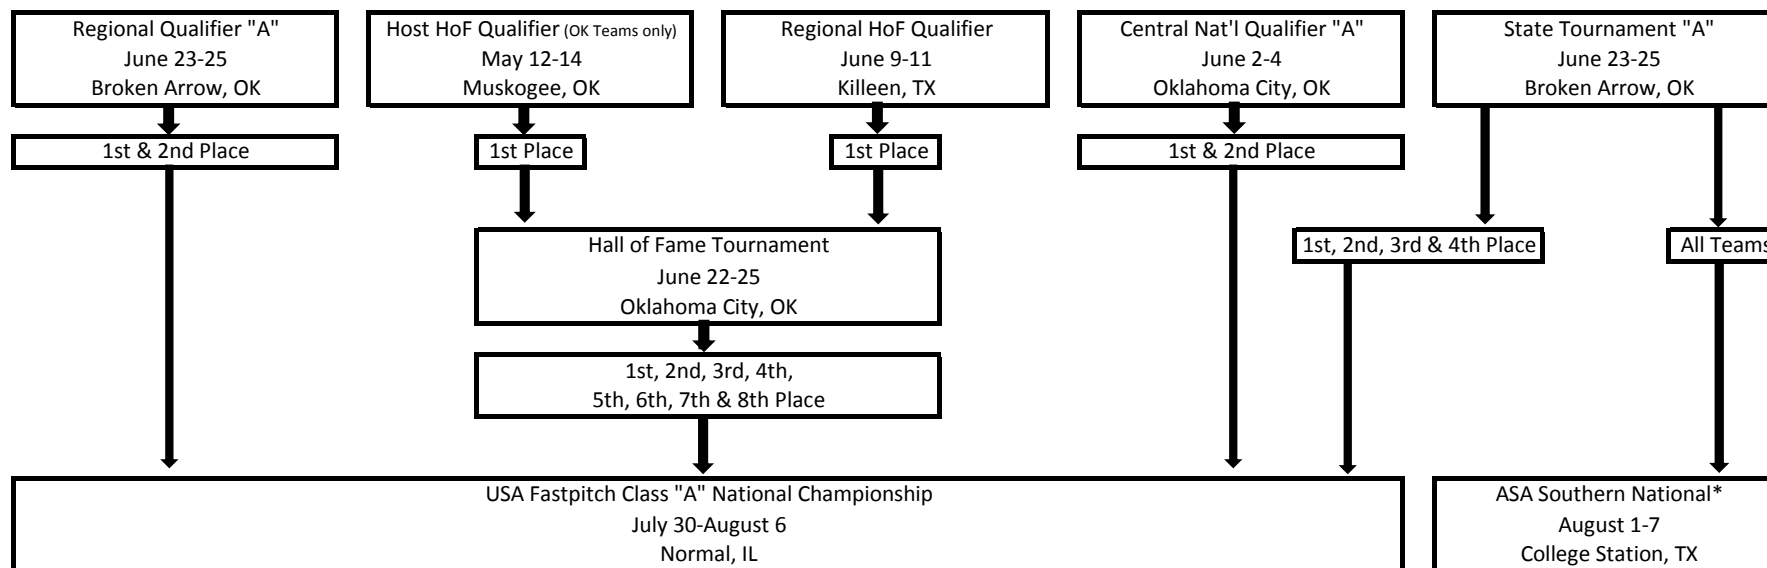 Regional Qualifier "A"
June 23-25
Broken Arrow, OK
Host HoF Qualifier (OK Teams only)
May 12-14
Muskogee, OK
Regional HoF Qualifier
June 9-11
Killeen, TX
Central Nat'l Qualifier "A"
June 2-4
Oklahoma City, OK
State Tournament "A"
June 23-25
Broken Arrow, OK
1st & 2nd Place
1st Place
1st Place
1st & 2nd Place
Hall of Fame Tournament
June 22-25
Oklahoma City, OK
1st, 2nd, 3rd & 4th Place
All Teams
1st, 2nd, 3rd, 4th,
5th, 6th, 7th & 8th Place
USA Fastpitch Class "A" National Championship
July 30-August 6
Normal, IL
ASA Southern National*
August 1-7
College Station, TX